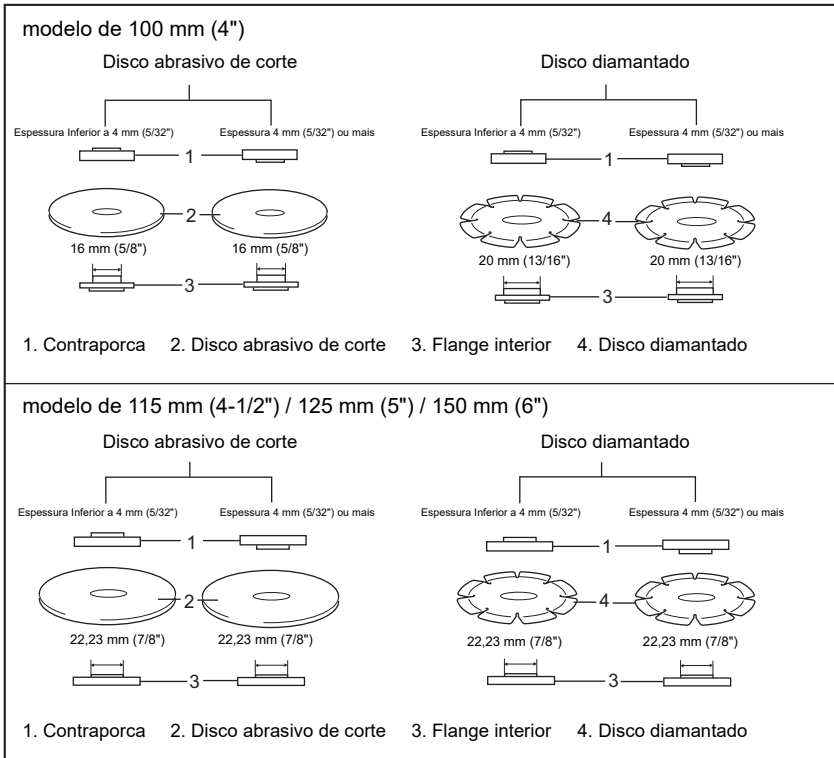 modelo de 100 mm (4")
Disco abrasivo de corte
Disco diamantado
Espessura Inferior a 4 mm (5/32") Espessura 4 mm (5/32") ou mais
Espessura Inferior a 4 mm (5/32") Espessura 4 mm (5/32") ou mais
1
1
2
4
16 mm (5/8") 16 mm (5/8")
20 mm (13/16") 20 mm (13/16")
3
3
1. Contraporca 2. Disco abrasivo de corte 3. Flange interior 4. Disco diamantado
modelo de 115 mm (4-1/2") / 125 mm (5") / 150 mm (6")
Disco abrasivo de corte
Disco diamantado
Espessura Inferior a 4 mm (5/32") Espessura 4 mm (5/32") ou mais
Espessura Inferior a 4 mm (5/32") Espessura 4 mm (5/32") ou mais
1
1
2
4
22,23 mm (7/8") 22,23 mm (7/8")
22,23 mm (7/8") 22,23 mm (7/8")
3
3
1. Contraporca 2. Disco abrasivo de corte 3. Flange interior 4. Disco diamantado